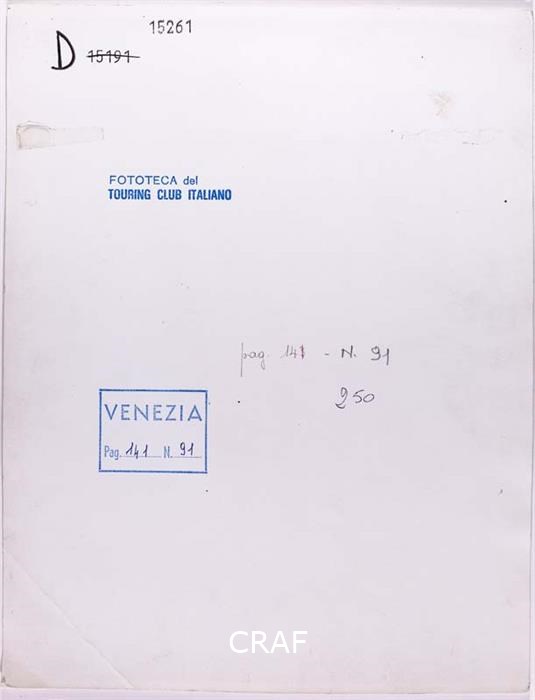 15261
D 15191
FOTOTECA del
TOURING CLUB ITALIANO
pag. 141 - N. 91
250
VENEZIA
Pag. 141 N. 91
CRAF